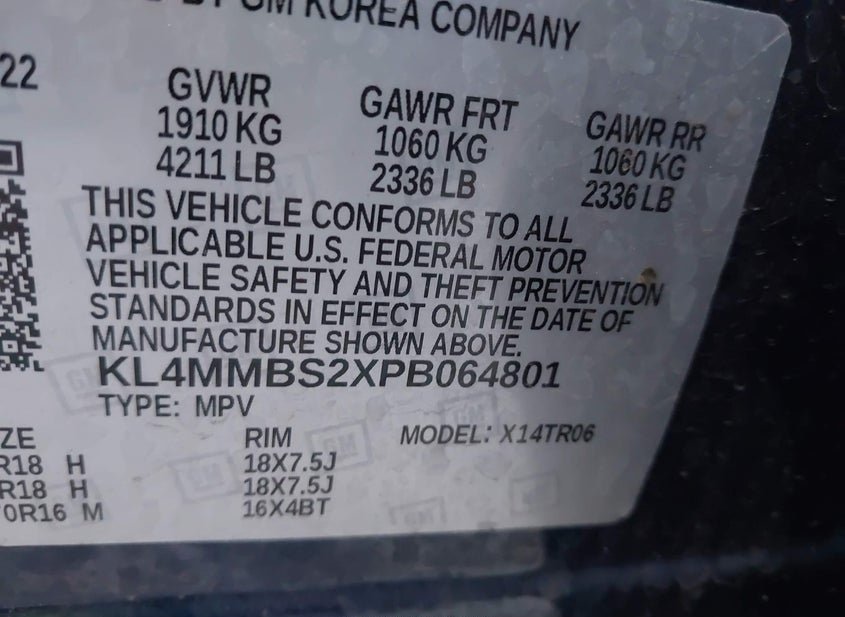 GM KOREA COMPANY
22
GVWR GAWR FRT GAWR RR
1910 KG 1060 KG 1060 KG
4211 LB 2336 LB 2336 LB
THIS VEHICLE CONFORMS TO ALL
APPLICABLE U.S. FEDERAL MOTOR
VEHICLE SAFETY AND THEFT PREVENTION
STANDARDS IN EFFECT ON THE DATE OF
MANUFACTURE SHOWN ABOVE.
KL4MMBS2XPB064801
TYPE: MPV
ZE RIM MODEL: X14TR06
R18 H 18X7.5J
R18 H 18X7.5J
0R16 M 16X4BT